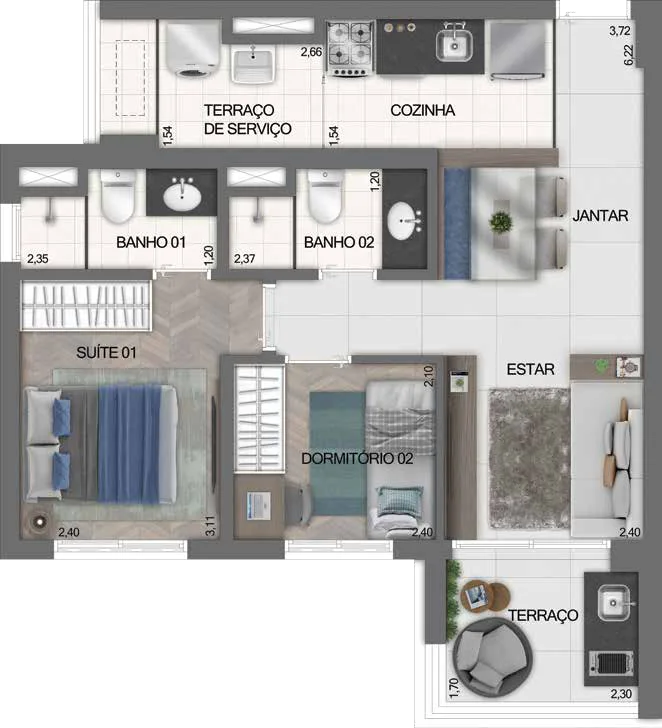 3,72
6,22
2,66
TERRAÇO
DE SERVIÇO
1,54
1,54
COZINHA
1,20
JANTAR
BANHO 01
1,20
2,35
BANHO 02
2,37
SUÍTE 01
2,10
ESTAR
DORMITÓRIO 02
2,40
3,11
2,40
2,40
TERRAÇO
1,70
2,30